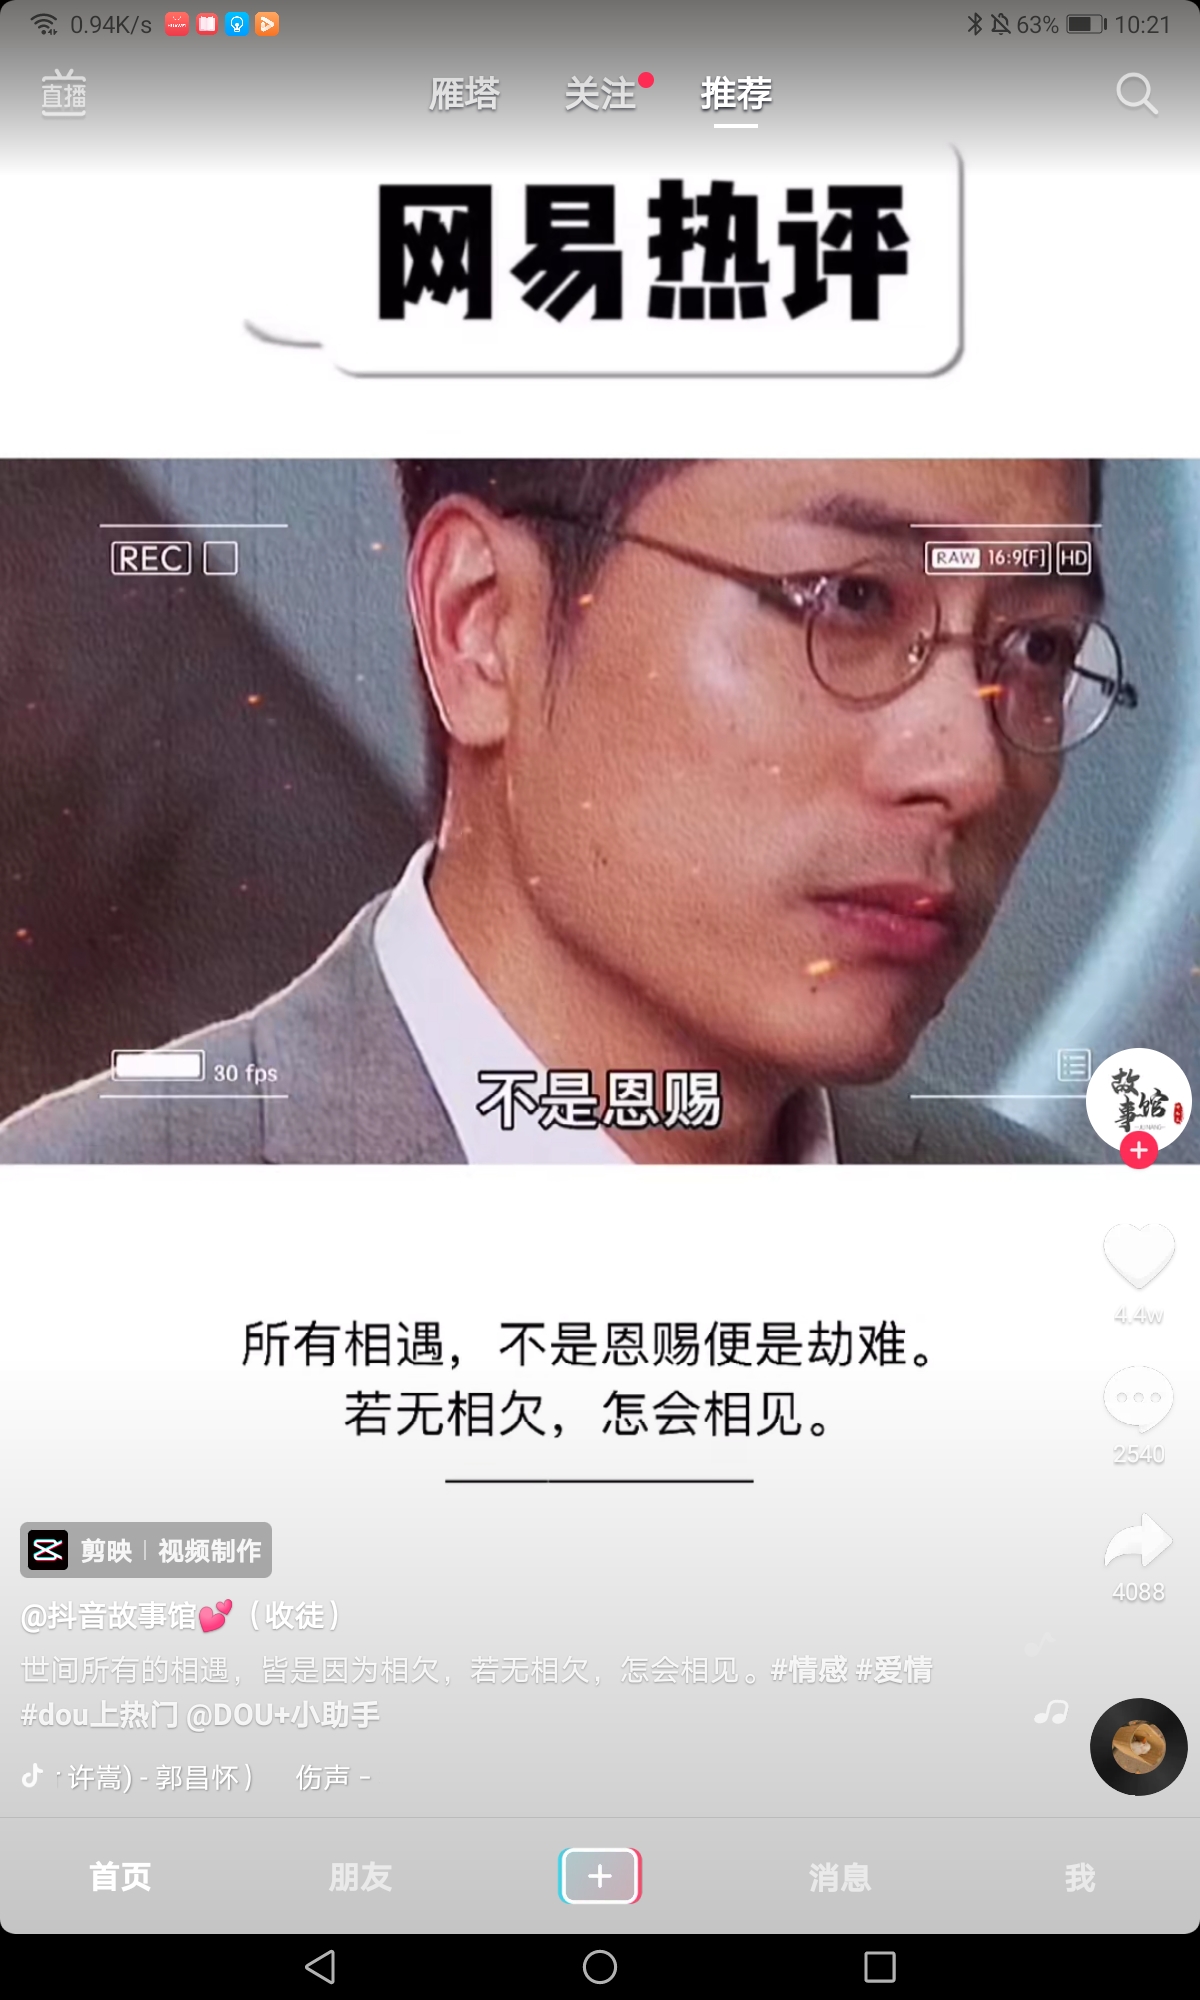 0.94K/s
63% 10:21
直播 雁塔 关注 推荐
网易热评
REC
RAW 16:9[F] HD
30 fps
不是恩赐
故事馆
所有相遇，不是恩赐便是劫难。
若无相欠，怎会相见。
4.4w
2540
4088
剪映 | 视频制作
@抖音故事馆💕（收徒）
世间所有的相遇，皆是因为相欠，若无相欠，怎会相见。#情感 #爱情
#dou上热门 @DOU+小助手
许嵩) - 郭昌怀） 伤声 -
首页 朋友 消息 我